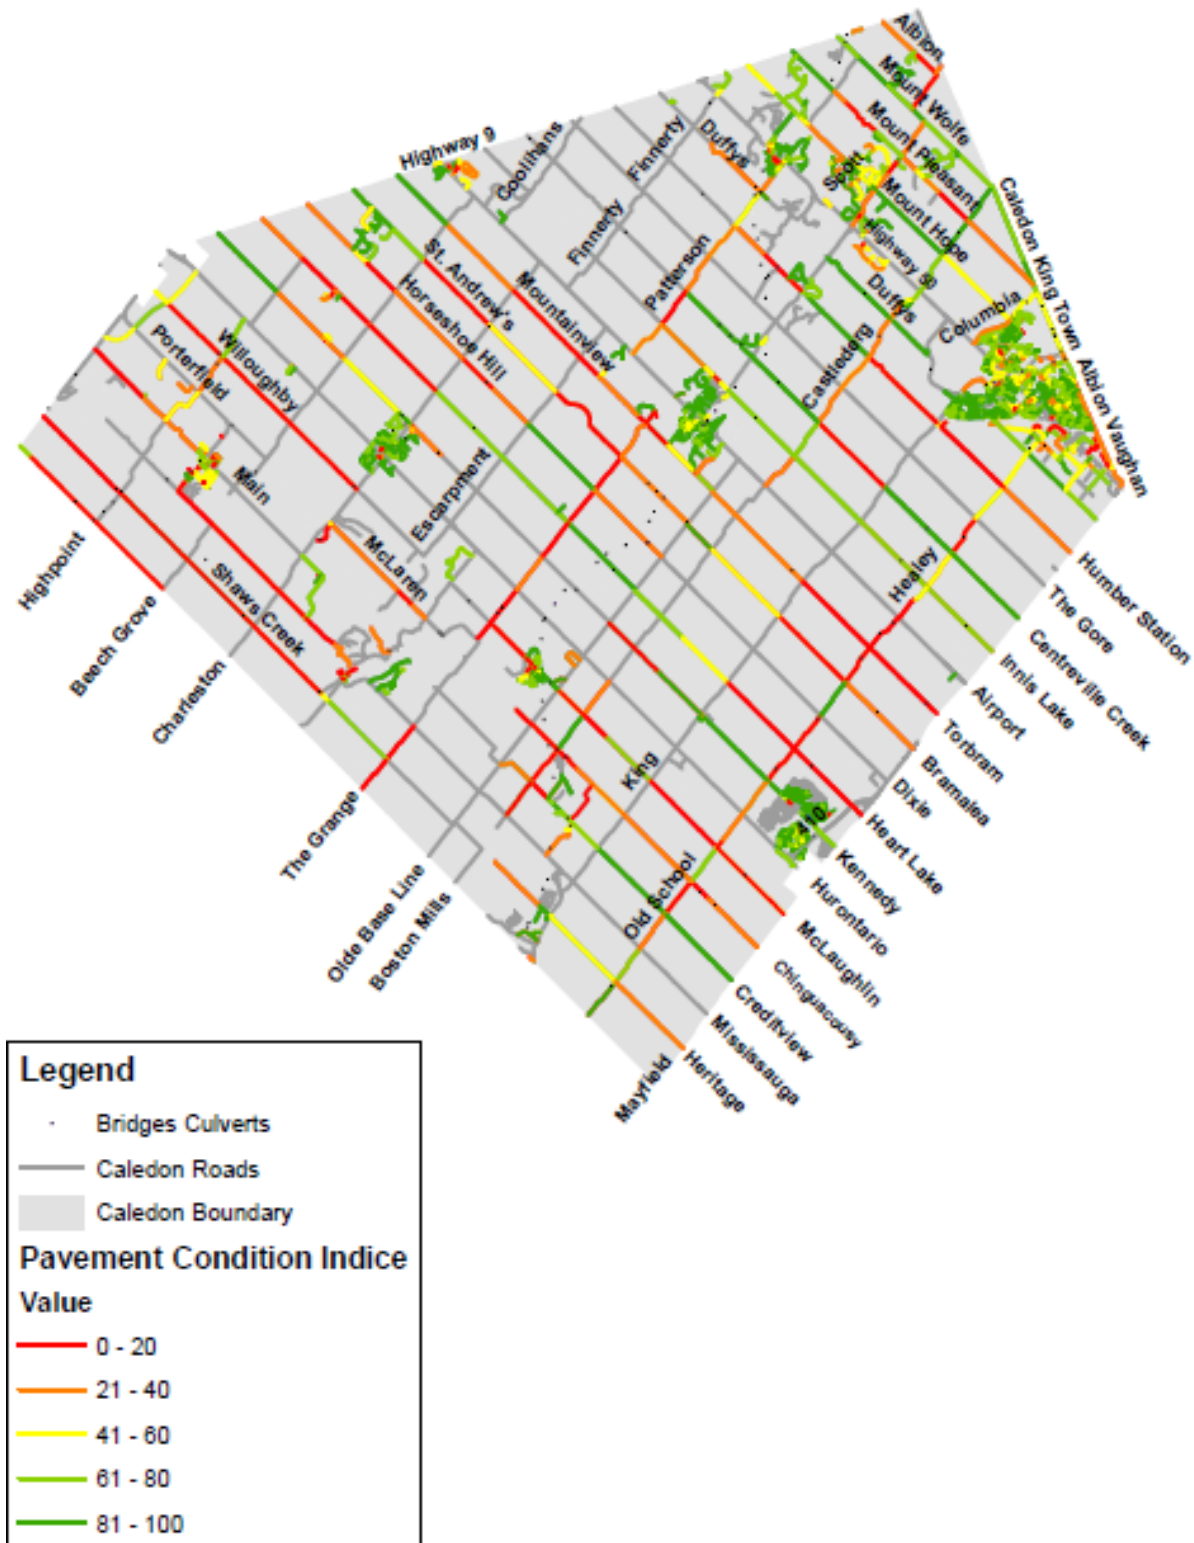 Albion
Mount Wolfe
Mount Pleasant
Highway 9
Coolihans
Finnerty
Duffys
Scott
Mount Hope
Caledon King Town
Finnerty
Highway 50
Patterson
St. Andrew's
Mountainview
Duffys
Columbia
Horseshoe Hill
Castlederg
Porterfield
Willoughby
Albion Vaughan
Main
Escarpment
Highpoint
McLaren
Healey
Humber Station
Beech Grove
Shaws Creek
The Gore
Centreville Creek
Charleston
Innis Lake
Airport
Torbram
King
Bramalea
Dixie
The Grange
410
Heart Lake
Kennedy
Old School
Hurontario
Olde Base Line
Boston Mills
McLaughlin
Chinguacousy
Creditview
Mississauga
Mayfield
Heritage
Legend
Bridges Culverts
Caledon Roads
Caledon Boundary
Pavement Condition Indice
Value
0 - 20
21 - 40
41 - 60
61 - 80
81 - 100